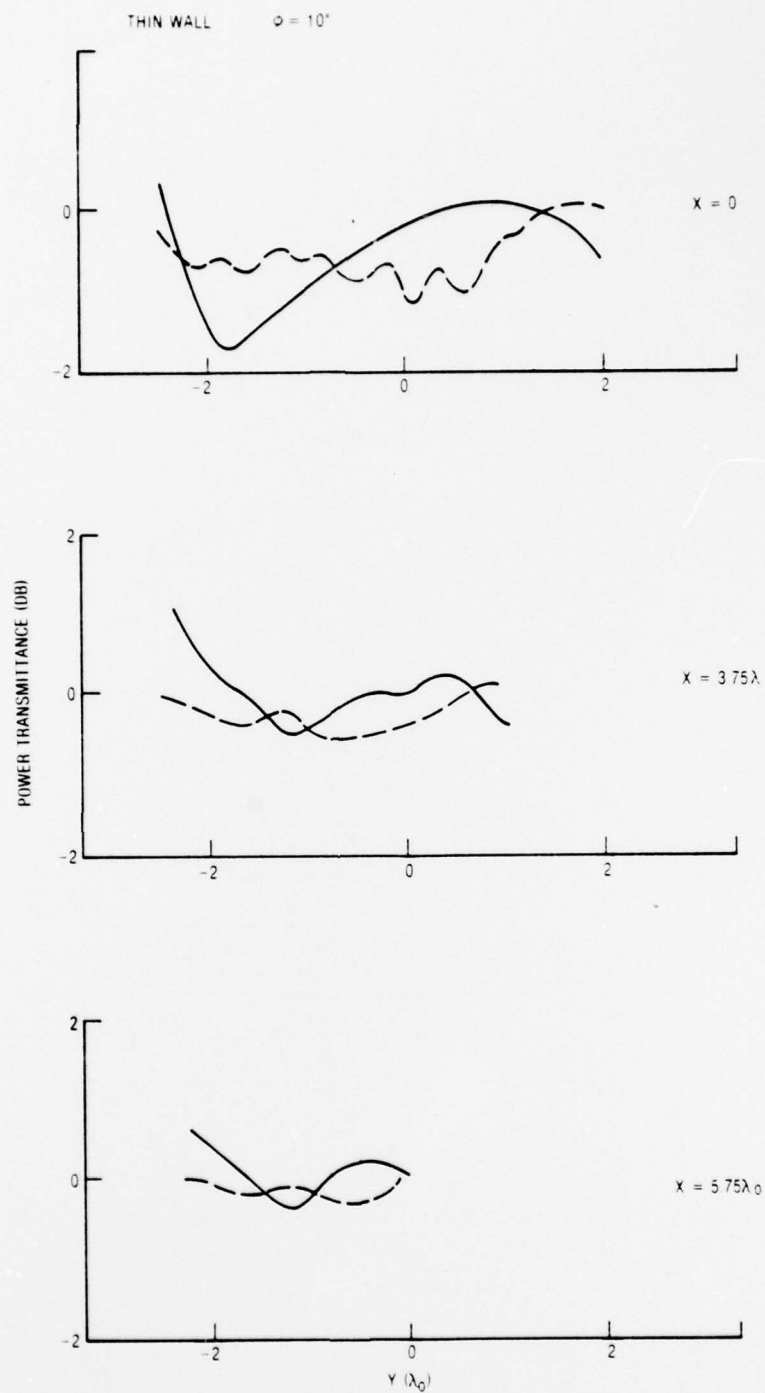 THIN WALL Φ = 10°
0
X = 0
-2
-2 0 2
2
POWER TRANSMITTANCE (DB)
0
X = 3.75λ
-2
-2 0 2
2
0
X = 5.75λ₀
-2
-2 0 2
Y (λ₀)